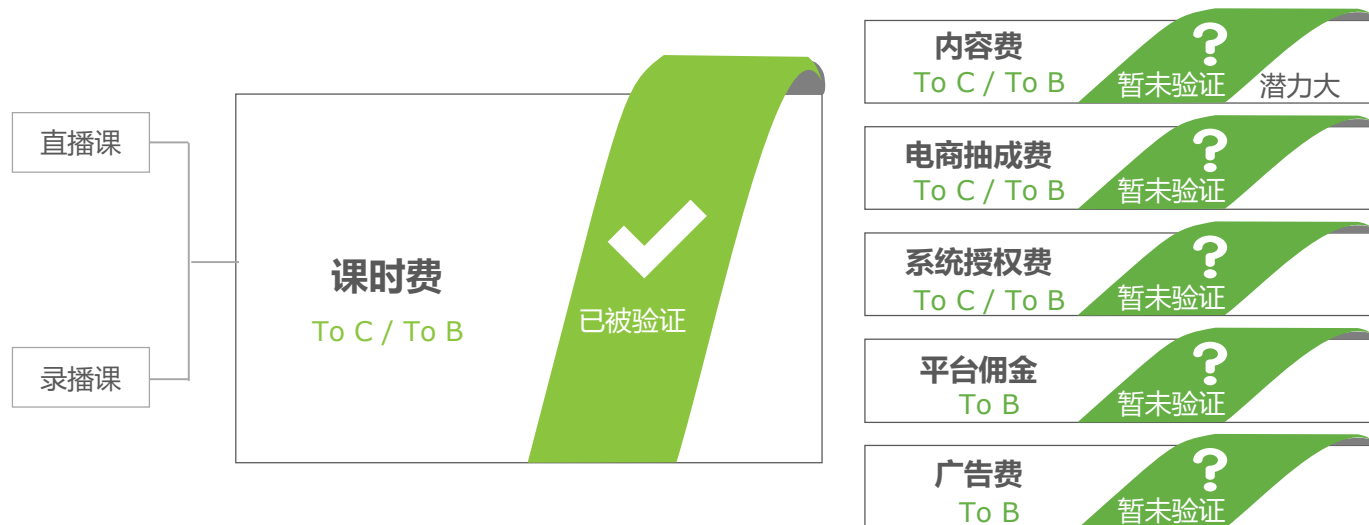 直播课
录播课
课时费
To C / To B
已被验证
内容费
To C / To B
?
暂未验证
潜力大
电商抽成费
To C / To B
?
暂未验证
系统授权费
To C / To B
?
暂未验证
平台佣金
To B
?
暂未验证
广告费
To B
?
暂未验证